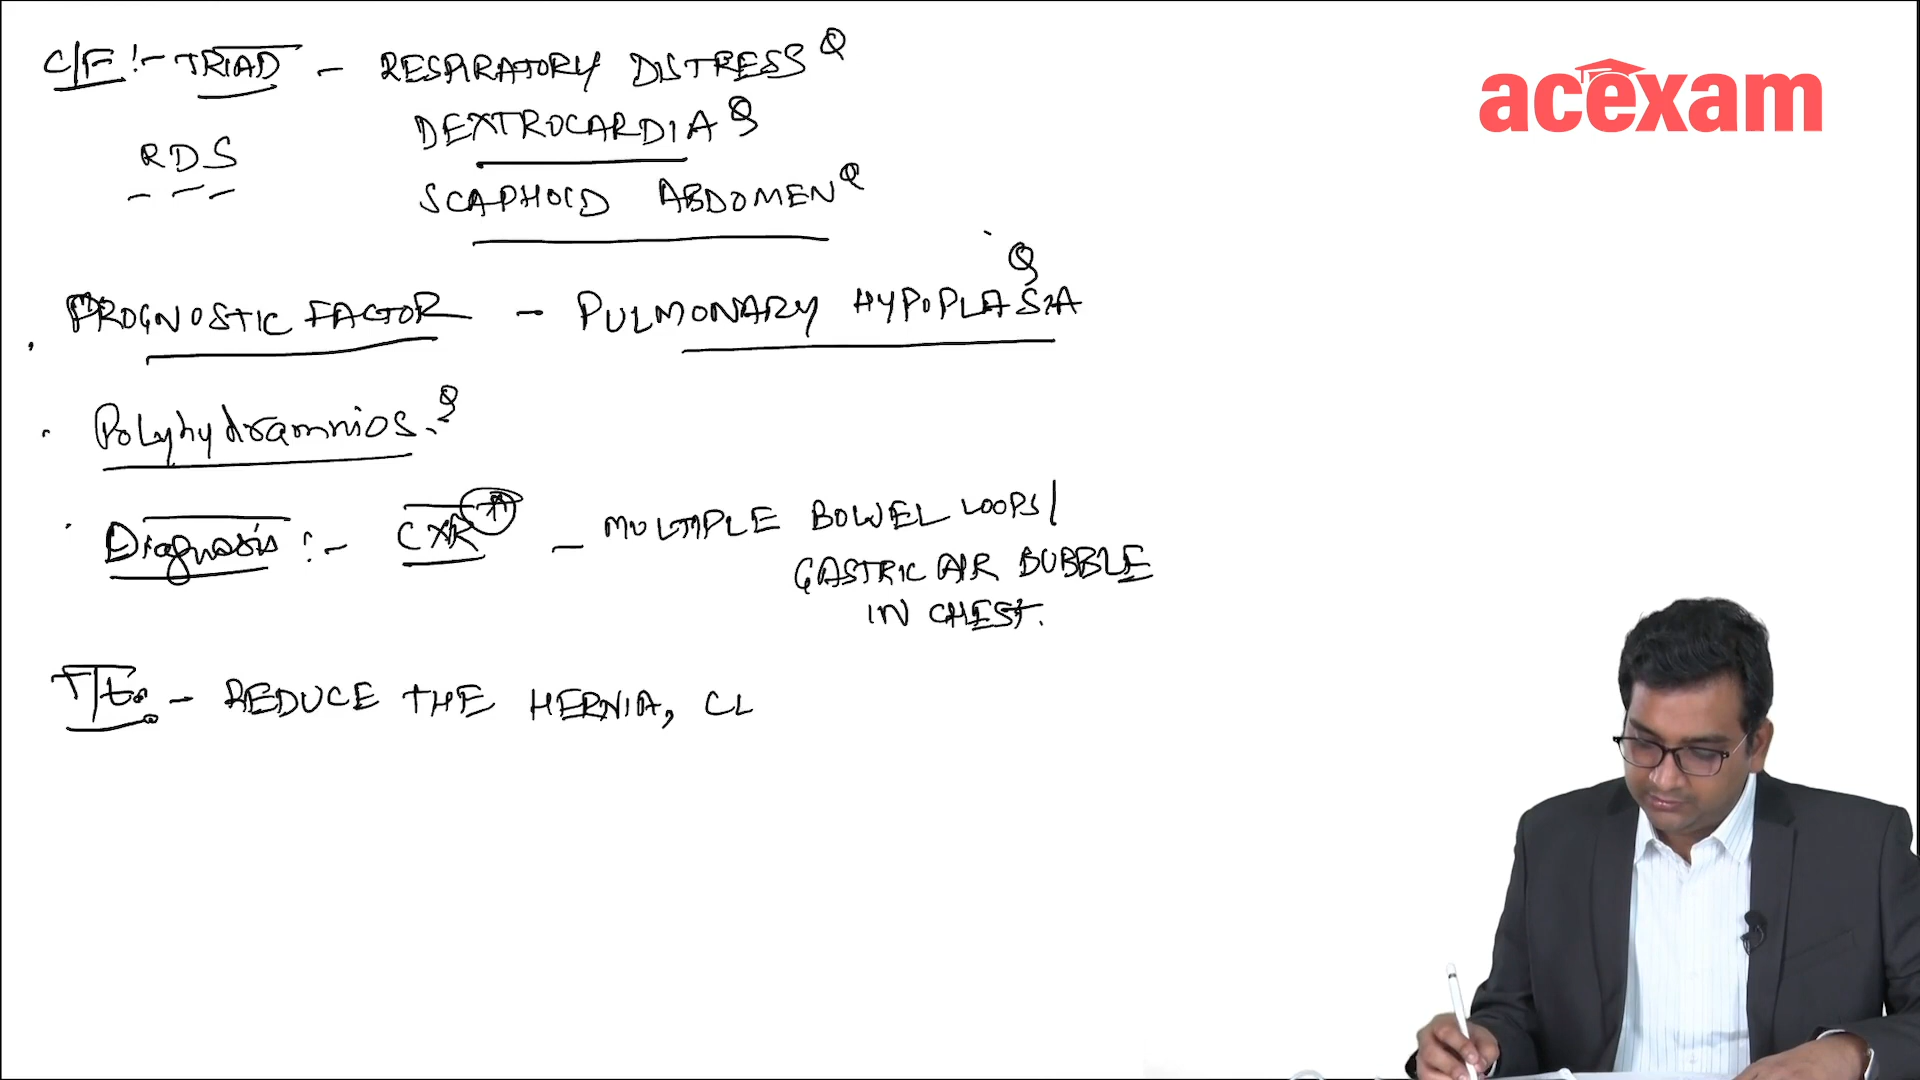 C/F :- TRIAD - RESPIRATORY DISTRESS Q
DEXTROCARDIA Q
RDS
SCAPHOID ABDOMEN Q
PROGNOSTIC FACTOR - PULMONARY HYPOPLASIA Q
Polyhydramnios. Q
Diagnosis :- CXR - MULTIPLE BOWEL LOOPS/
GASTRIC AIR BUBBLE
IN CHEST.
T/t. - REDUCE THE HERNIA, CL
acexam